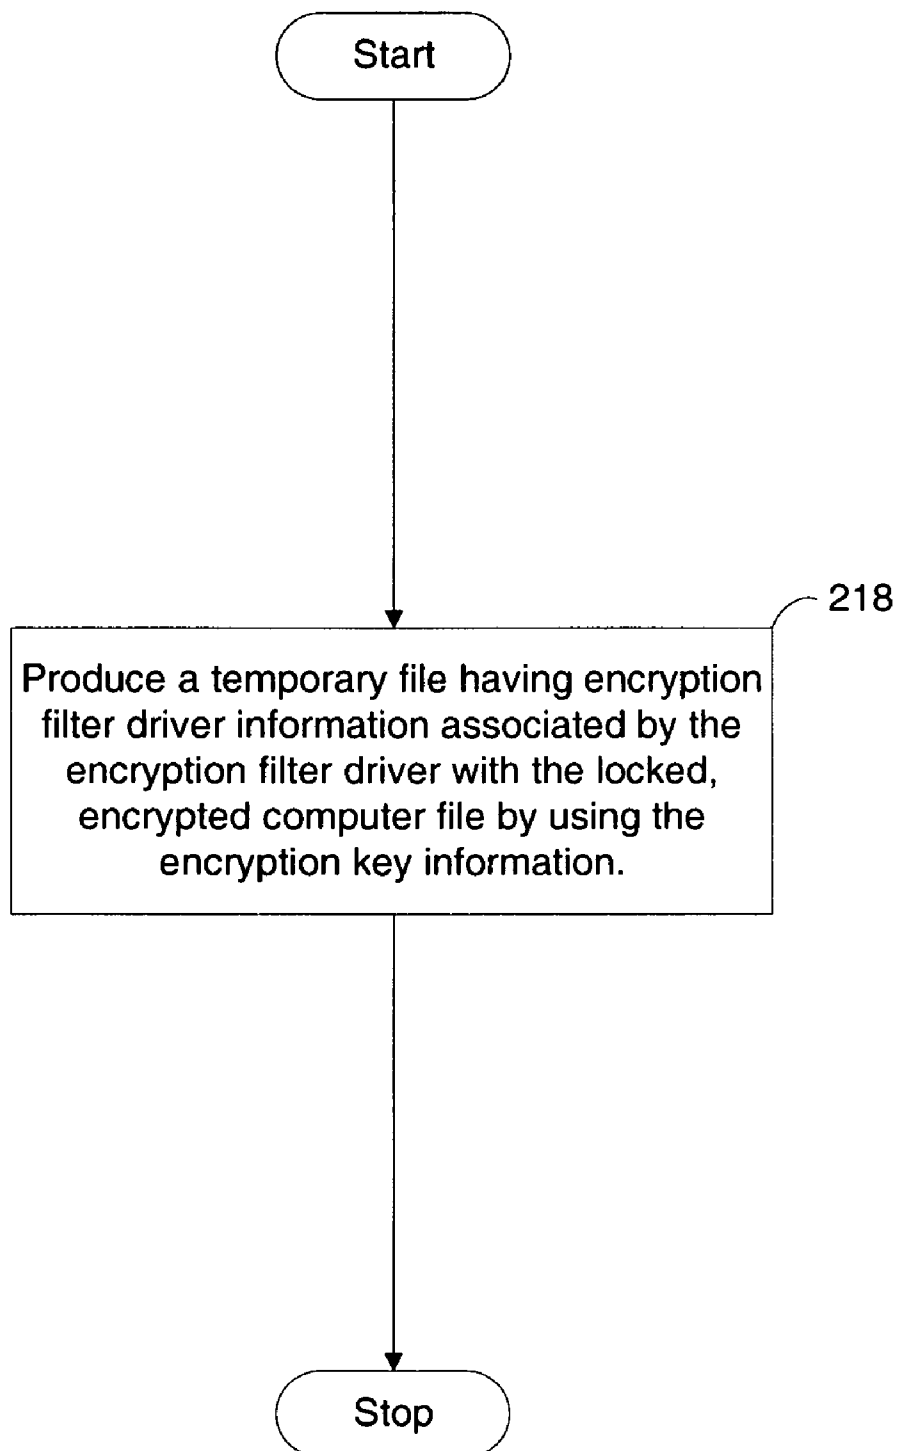 Start
218
Produce a temporary file having encryption
filter driver information associated by the
encryption filter driver with the locked,
encrypted computer file by using the
encryption key information.
Stop